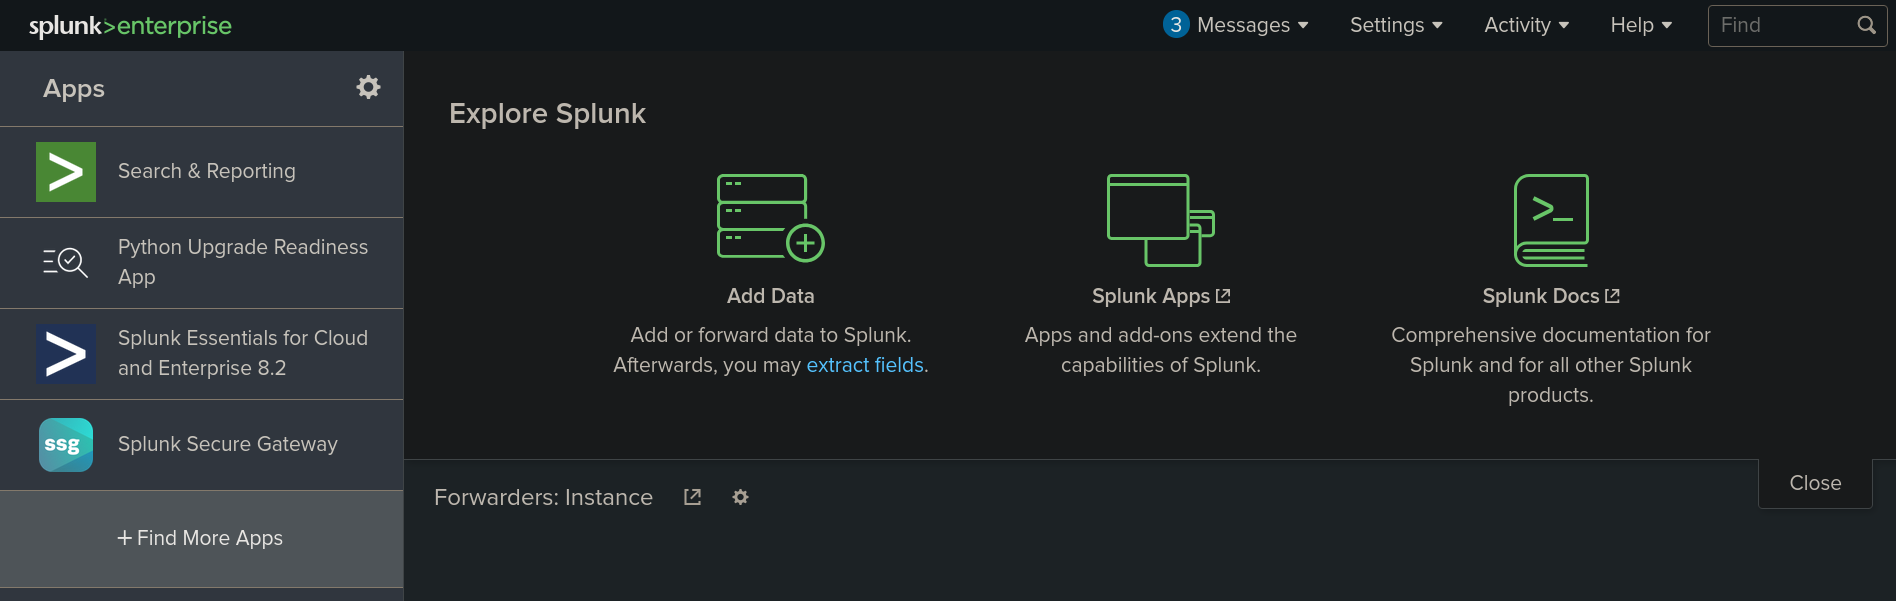 splunk>enterprise
3 Messages
Settings
Activity
Help
Find
Apps
Search & Reporting
Python Upgrade Readiness
App
Splunk Essentials for Cloud
and Enterprise 8.2
ssg
Splunk Secure Gateway
+ Find More Apps
Explore Splunk
>_
Add Data
Add or forward data to Splunk.
Afterwards, you may extract fields.
Splunk Apps
Apps and add-ons extend the
capabilities of Splunk.
Splunk Docs
Comprehensive documentation for
Splunk and for all other Splunk
products.
Close
Forwarders: Instance